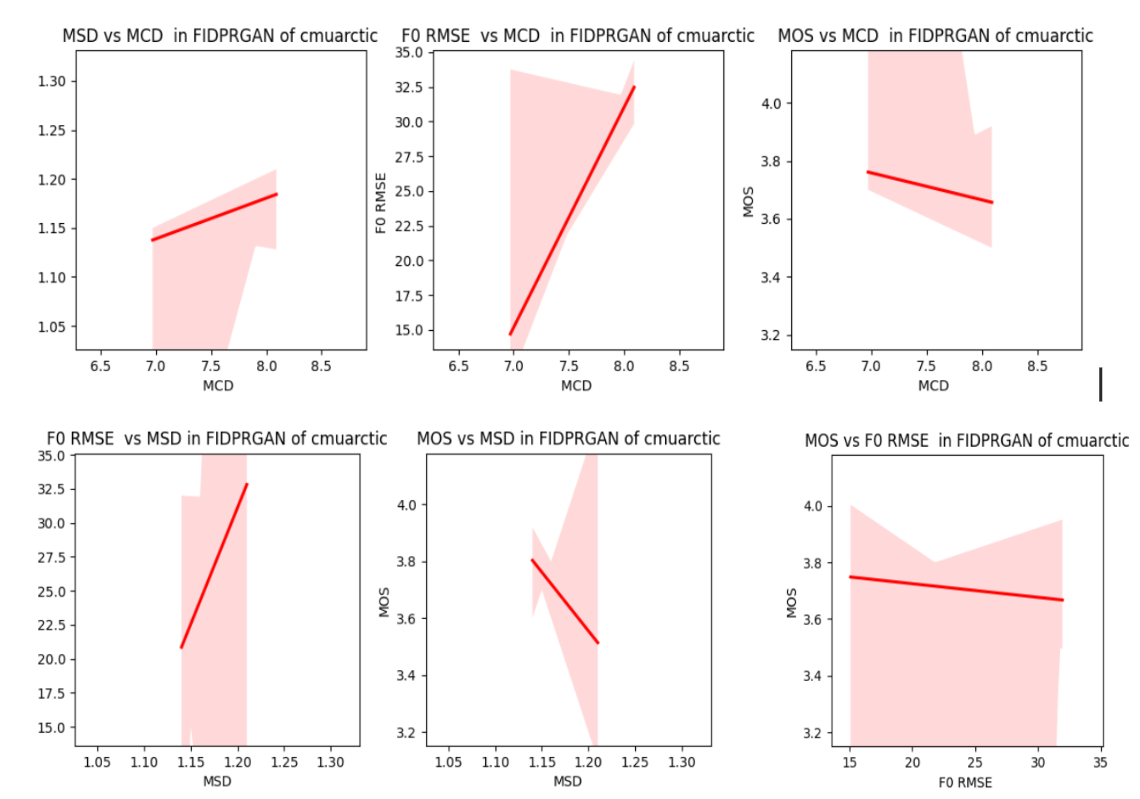 MSD vs MCD  in FIDPRGAN of cmuarctic
1.30
1.25
1.20
1.15
1.10
1.05
6.5 7.0 7.5 8.0 8.5
MCD
F0 RMSE  vs MCD  in FIDPRGAN of cmuarctic
35.0
32.5
30.0
27.5
25.0
22.5
20.0
17.5
15.0
F0 RMSE
6.5 7.0 7.5 8.0 8.5
MCD
MOS vs MCD  in FIDPRGAN of cmuarctic
4.0
3.8
3.6
3.4
3.2
MOS
6.5 7.0 7.5 8.0 8.5
MCD
F0 RMSE  vs MSD in FIDPRGAN of cmuarctic
35.0
32.5
30.0
27.5
25.0
22.5
20.0
17.5
15.0
1.05 1.10 1.15 1.20 1.25 1.30
MSD
MOS vs MSD in FIDPRGAN of cmuarctic
4.0
3.8
3.6
3.4
3.2
MOS
1.05 1.10 1.15 1.20 1.25 1.30
MSD
MOS vs F0 RMSE  in FIDPRGAN of cmuarctic
4.0
3.8
3.6
3.4
3.2
MOS
15 20 25 30 35
F0 RMSE